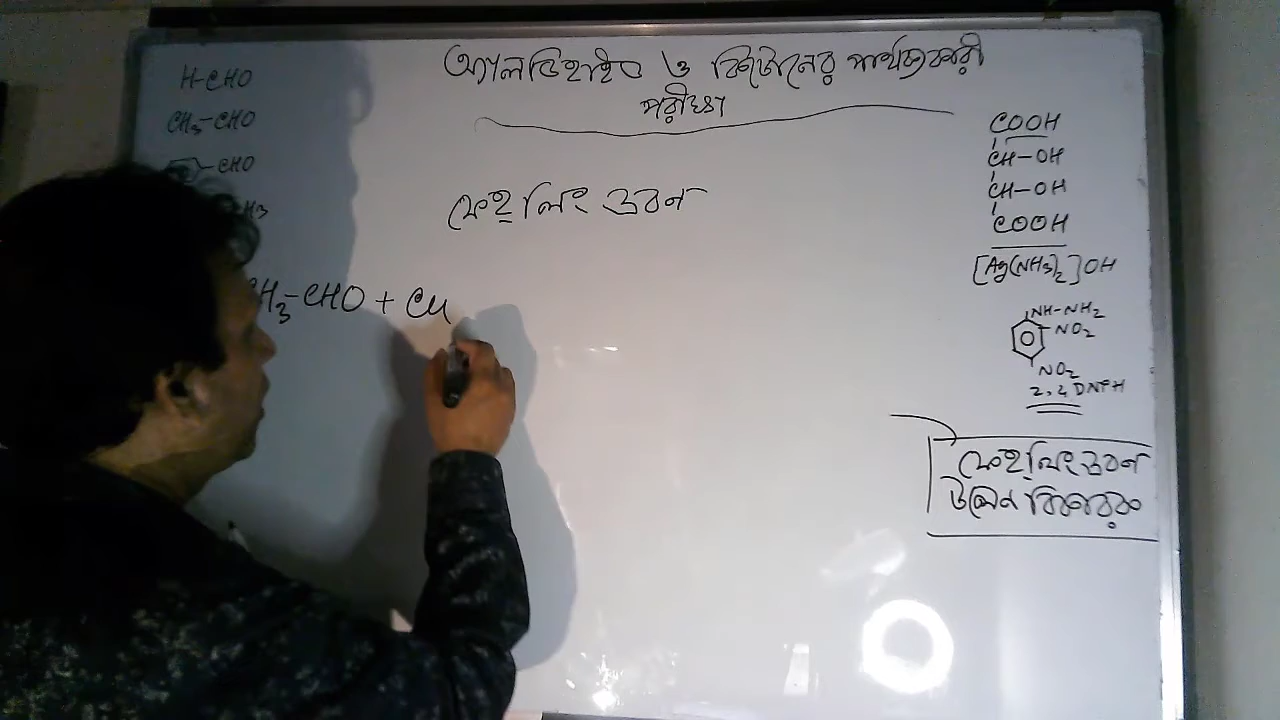 অ্যালডিহাইড ও কিটোনের পার্থক্যকারী
পরীক্ষা
H-CHO
CH₃-CHO
-CHO
H₃
ফেহলিং দ্রবণ
CH₃-CHO + Cu
COOH
CH-OH
CH-OH
COOH
[Ag(NH₃)₂]OH
NH-NH₂
NO₂
NO₂
2,4 DNPH
ফেহলিং দ্রবণ
টলেন বিকারক